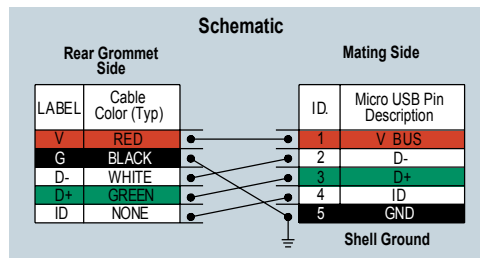 Schematic
Rear Grommet
Side
Mating Side
LABEL Cable
Color (Typ)
ID. Micro USB Pin
Description
V RED 1 V BUS
G BLACK 2 D-
D- WHITE 3 D+
D+ GREEN 4 ID
ID NONE 5 GND
Shell Ground